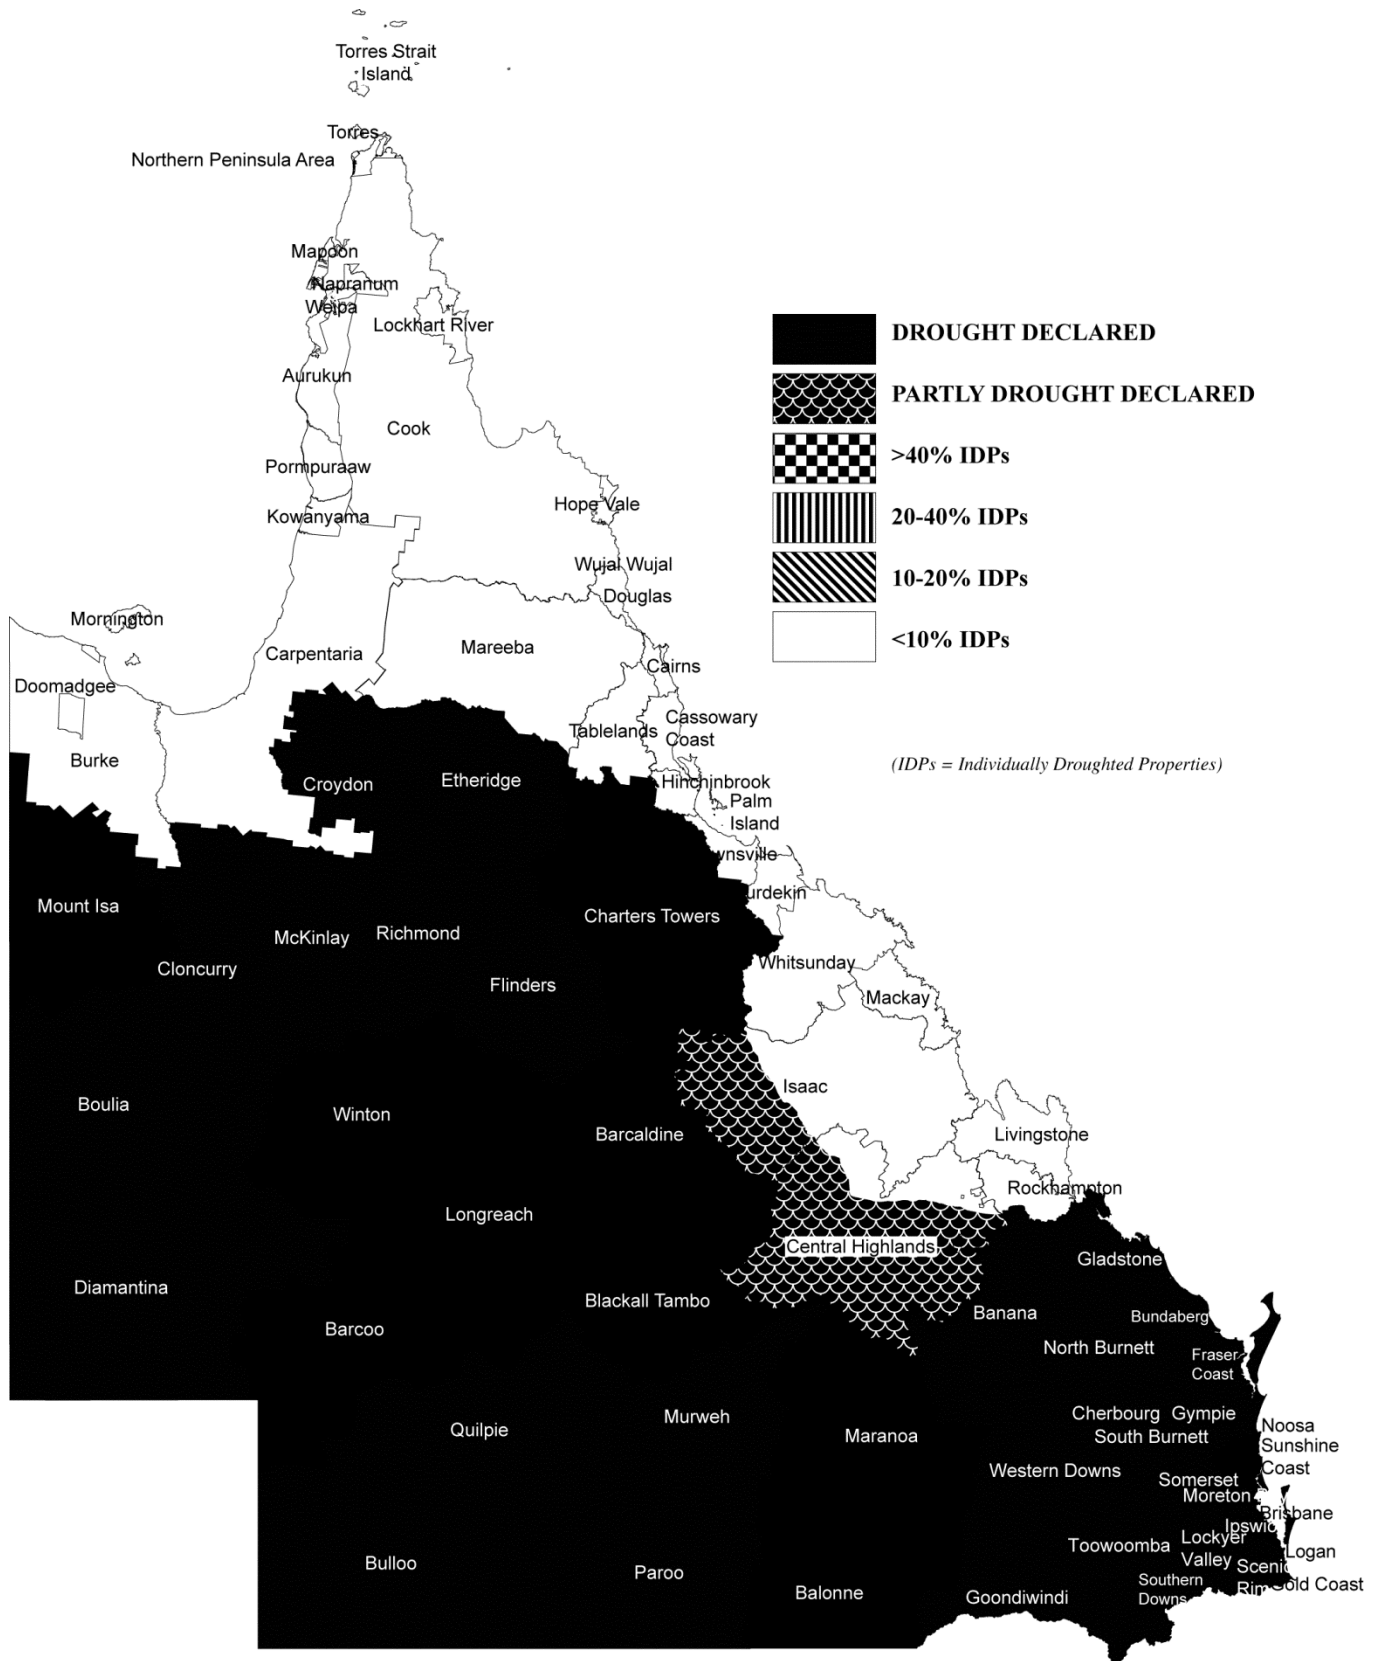 Torres Strait
Island
Torres
Northern Peninsula Area
Mapoon
Napranum
Weipa
Lockhart River
DROUGHT DECLARED
PARTLY DROUGHT DECLARED
Aurukun
Cook
>40% IDPs
Pormpuraaw
Hope Vale
Kowanyama
20-40% IDPs
Wujal Wujal
10-20% IDPs
Douglas
Mornington
<10% IDPs
Mareeba
Carpentaria
Cairns
Doomadgee
Cassowary
Coast
Tablelands
Burke
(IDPs = Individually Droughted Properties)
Croydon
Etheridge
Hinchinbrook
Palm
Island
wnsville
urdekin
Mount Isa
Charters Towers
McKinlay
Richmond
Cloncurry
Whitsunday
Flinders
Mackay
Isaac
Boulia
Winton
Barcaldine
Livingstone
Rockhampton
Longreach
Central Highlands
Gladstone
Diamantina
Blackall Tambo
Banana
Bundaberg
Barcoo
North Burnett
Fraser
Coast
Murweh
Cherbourg
Gympie
Quilpie
Maranoa
South Burnett
Noosa
Sunshine
Coast
Western Downs
Somerset
Moreton
Brisbane
Ipswic
Toowoomba
Lockyer
Valley
Logan
Bulloo
Paroo
Scenic
Rim
Southern
Downs
Gold Coast
Balonne
Goondiwindi